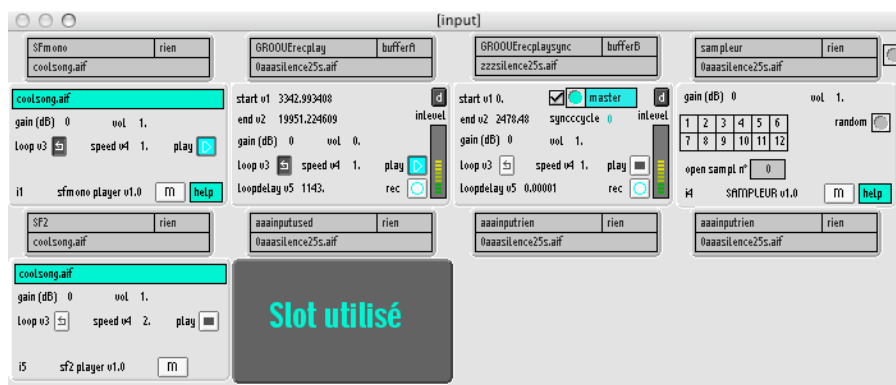 [input]
SFmono rien
coolsong.aif
GROOVErecplay bufferA
0aaasilence25s.aif
GROOVErecplaysync bufferB
zzzsilence25s.aif
sampleur rien
0aaasilence25s.aif
coolsong.aif
gain (dB) 0 vol 1.
loop v3 speed v4 1. play
i1 sfmono player v1.0 m help
start v1 3342.993408 d
end v2 19951.224609 inlevel
gain (dB) 0 vol 0.
loop v3 speed v4 1. play
loopdelay v5 1143. rec
start v1 0. master d
end v2 2478.48 syncccycle 0 inlevel
gain (dB) 0 vol 1.
loop v3 speed v4 1. play
loopdelay v5 0.00001 rec
gain (dB) 0 vol 1.
1 2 3 4 5 6 random
7 8 9 10 11 12
open sampl n° 0
i4 SAMPLEUR v1.0 m help
SF2 rien
coolsong.aif
aaainputused rien
0aaasilence25s.aif
aaainputrien rien
0aaasilence25s.aif
aaainputrien rien
0aaasilence25s.aif
coolsong.aif
gain (dB) 0 vol 1.
loop v3 speed v4 2. play
i5 sf2 player v1.0 m
Slot utilisé